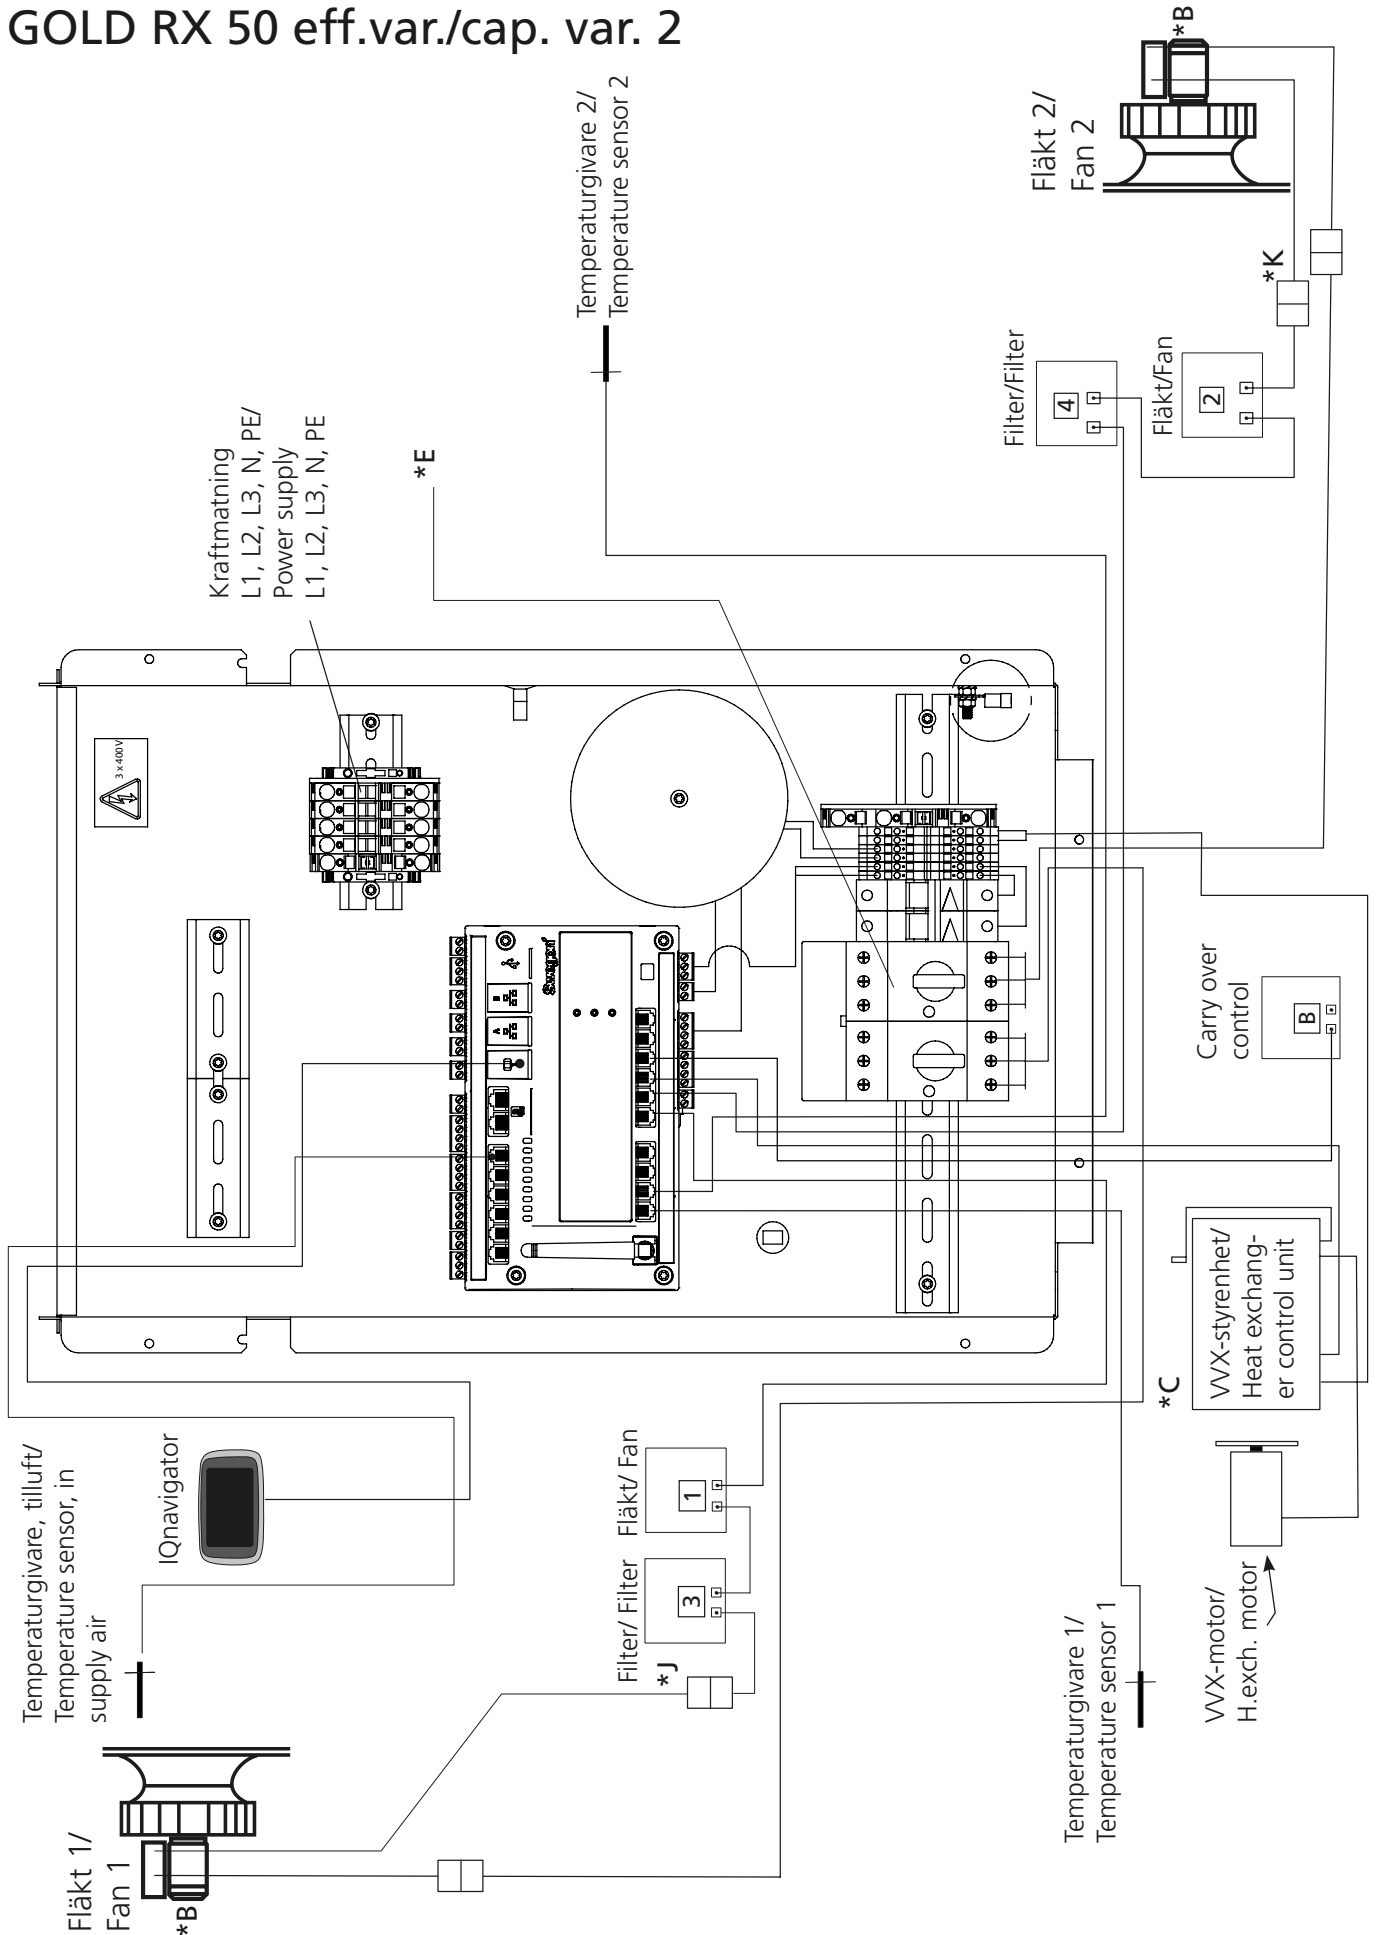 GOLD RX 50 eff.var./cap. var. 2
*B
Fläkt 2/
Fan 2
Temperaturgivare 2/
Temperature sensor 2
*K
Filter/Filter
4
Fläkt/Fan
2
Kraftmatning
L1, L2, L3, N, PE/
Power supply
L1, L2, L3, N, PE
*E
3 x 400V
Swegon
B
A
Carry over
control
B
VVX-styrenhet/
Heat exchang-
er control unit
*C
VVX-motor/
H.exch. motor
Temperaturgivare, tilluft/
Temperature sensor, in
supply air
IQnavigator
Fläkt/ Fan
1
Filter/ Filter
3
*J
Temperaturgivare 1/
Temperature sensor 1
Fläkt 1/
Fan 1
*B